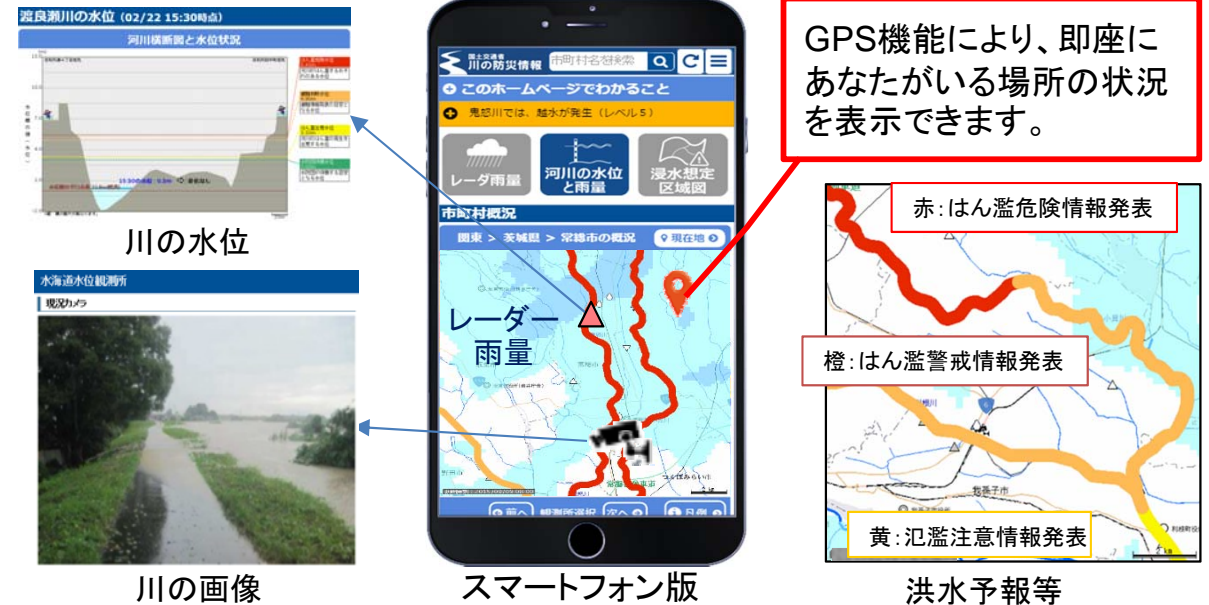 渡良瀬川の水位 (02/22 15:30時点)
河川横断図と水位状況
川の水位
水海道水位観測所
現況カメラ
川の画像
国土交通省
川の防災情報
市町村名を検索
このホームページでわかること
鬼怒川では、越水が発生（レベル５）
レーダ雨量
河川の水位
と雨量
浸水想定
区域図
市町村概況
関東 > 茨城県 > 常総市の概況
現在地
レーダー
雨量
前へ 観測所選択 次へ 凡例
スマートフォン版
GPS機能により、即座に
あなたがいる場所の状況
を表示できます。
赤：はん濫危険情報発表
橙：はん濫警戒情報発表
我孫子市
黄：氾濫注意情報発表
洪水予報等